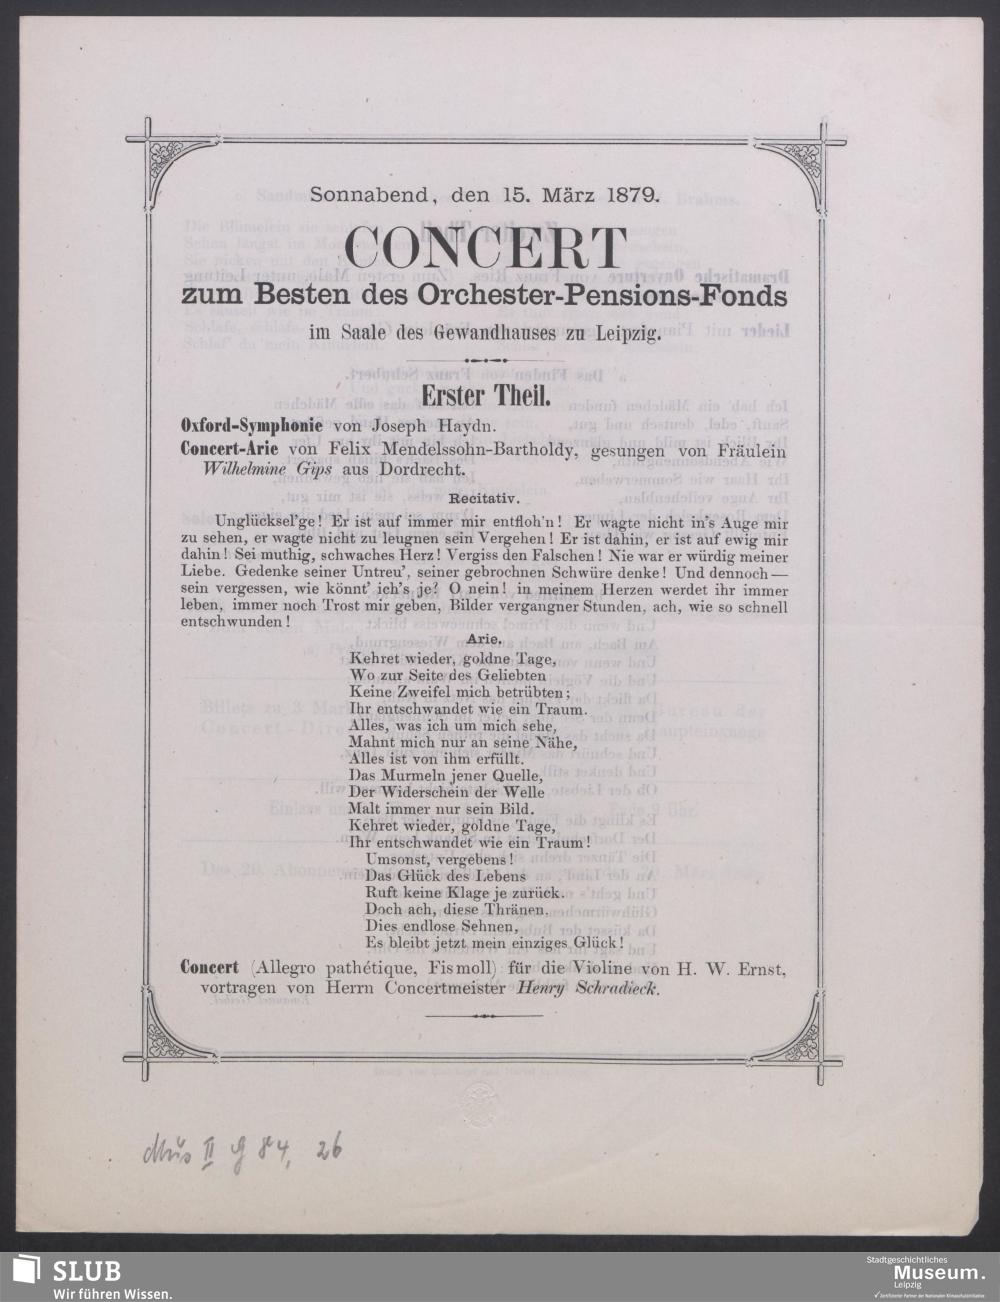 Sonnabend, den 15. März 1879.
CONCERT
zum Besten des Orchester-Pensions-Fonds
im Saale des Gewandhauses zu Leipzig.
Erster Theil.
Oxford-Symphonie von Joseph Haydn.
Concert-Arie von Felix Mendelssohn-Bartholdy, gesungen von Fräulein
Wilhelmine Gips aus Dordrecht.
Recitativ.
Unglücksel'ge! Er ist auf immer mir entfloh'n! Er wagte nicht in's Auge mir
zu sehen, er wagte nicht zu leugnen sein Vergehen! Er ist dahin, er ist auf ewig mir
dahin! Sei muthig, schwaches Herz! Vergiss den Falschen! Nie war er würdig meiner
Liebe. Gedenke seiner Untreu', seiner gebrochnen Schwüre denke! Und dennoch —
sein vergessen, wie könnt' ich's je? O nein! in meinem Herzen werdet ihr immer
leben, immer noch Trost mir geben, Bilder vergangner Stunden, ach, wie so schnell
entschwunden!
Arie.
Kehret wieder, goldne Tage,
Wo zur Seite des Geliebten
Keine Zweifel mich betrübten;
Ihr entschwandet wie ein Traum.
Alles, was ich um mich sehe,
Mahnt mich nur an seine Nähe,
Alles ist von ihm erfüllt.
Das Murmeln jener Quelle,
Der Widerschein der Welle
Malt immer nur sein Bild.
Kehret wieder, goldne Tage,
Ihr entschwandet wie ein Traum!
Umsonst, vergebens!
Das Glück des Lebens
Ruft keine Klage je zurück.
Doch ach, diese Thränen,
Dies endlose Sehnen,
Es bleibt jetzt mein einziges Glück!
Concert (Allegro pathétique, Fis moll) für die Violine von H. W. Ernst,
vortragen von Herrn Concertmeister Henry Schradieck.
Mus II g 84, 26
SLUB
Wir führen Wissen.
Stadtgeschichtliches
Museum.
Leipzig
Zertifizierter Partner der Nationalen Klimaschutzinitiative